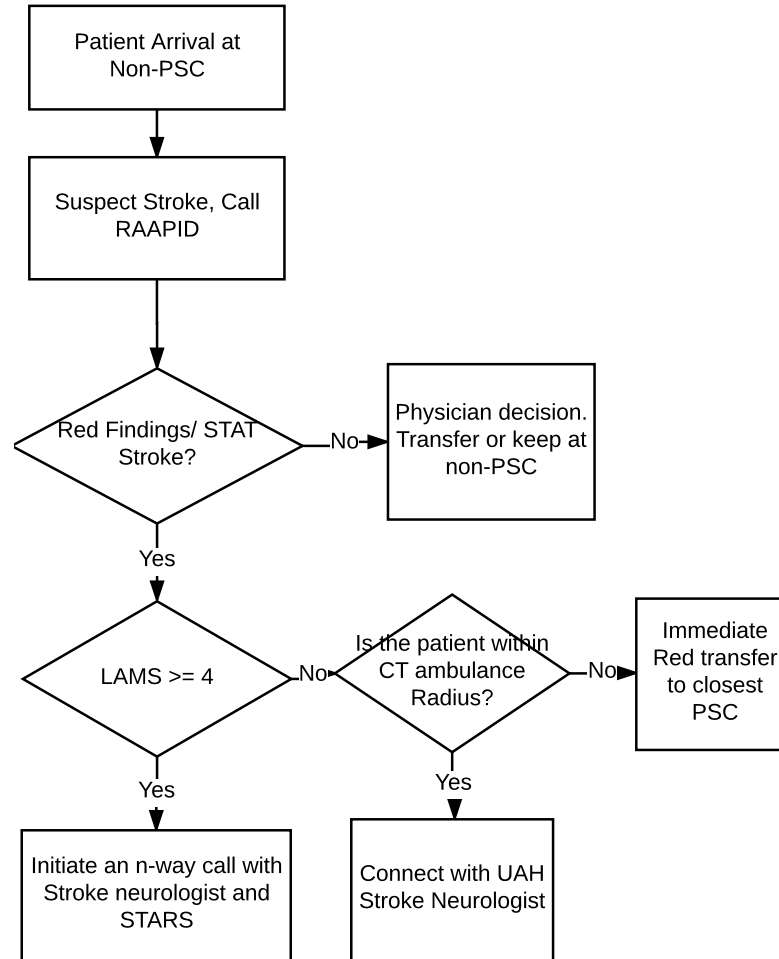 Patient Arrival at
Non-PSC
Suspect Stroke, Call
RAAPID
Red Findings/ STAT
Stroke?
No
Physician decision.
Transfer or keep at
non-PSC
Yes
LAMS >= 4
No
Is the patient within
CT ambulance
Radius?
No
Immediate
Red transfer
to closest
PSC
Yes
Yes
Initiate an n-way call with
Stroke neurologist and
STARS
Connect with UAH
Stroke Neurologist